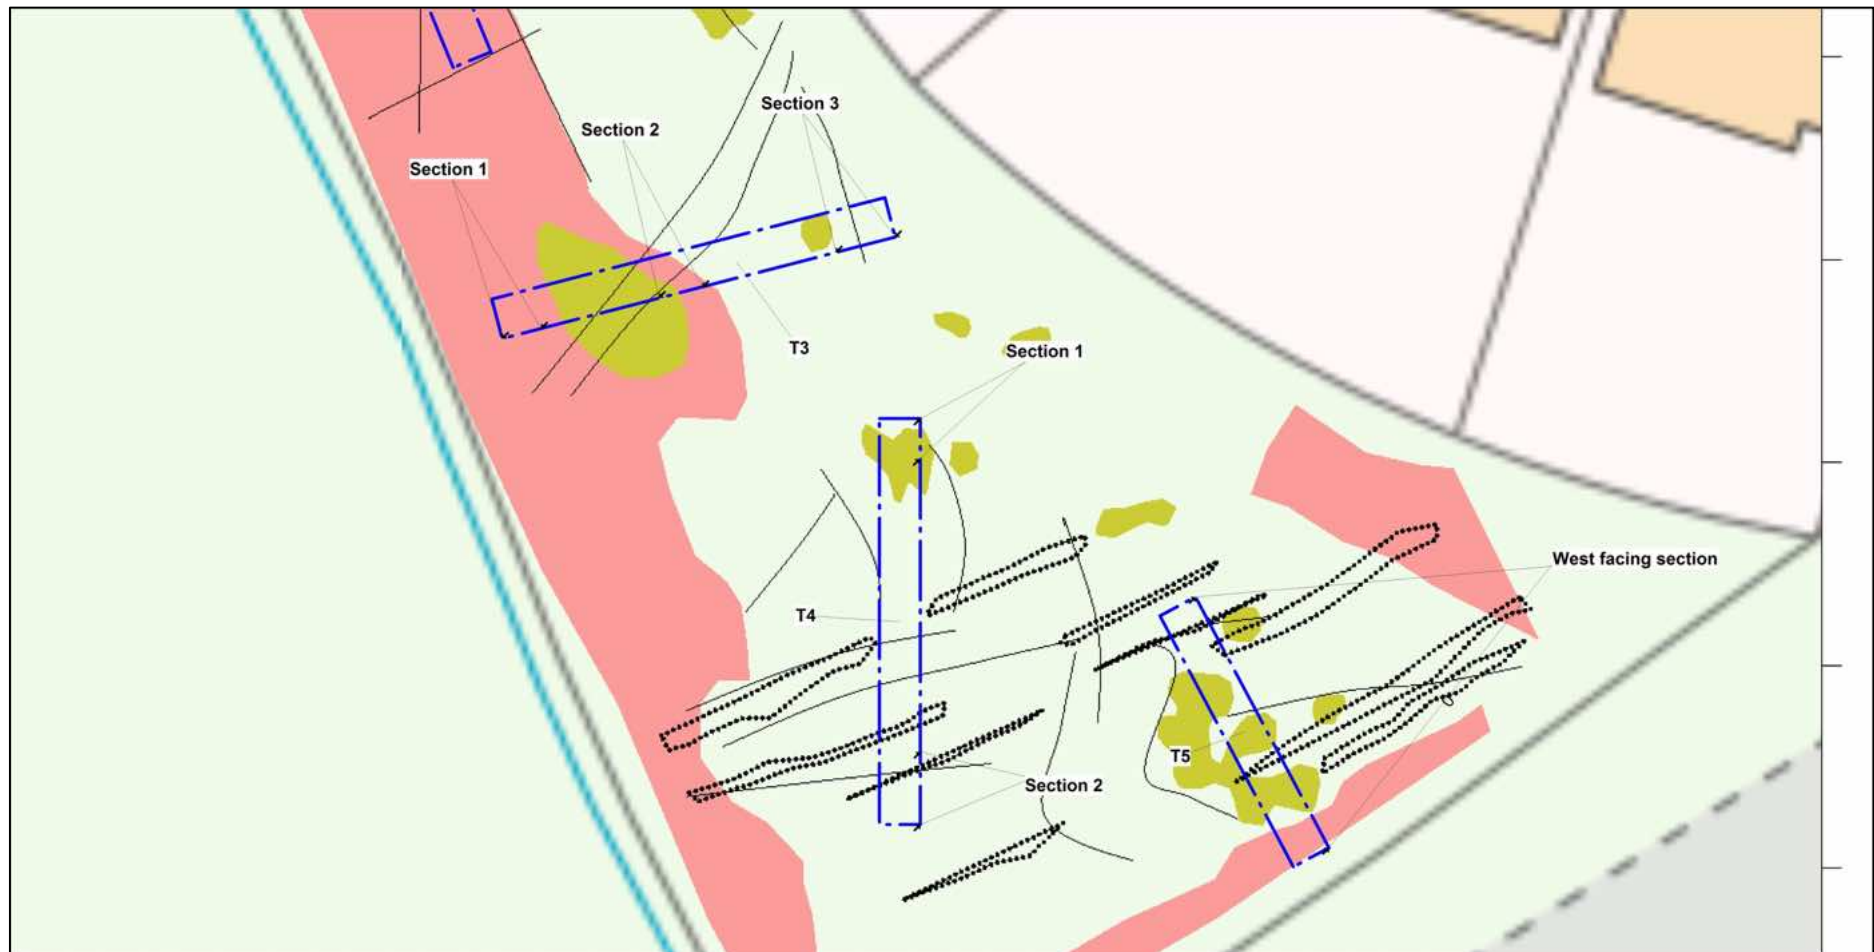 Section 3
Section 2
Section 1
T3
Section 1
West facing section
T4
T5
Section 2